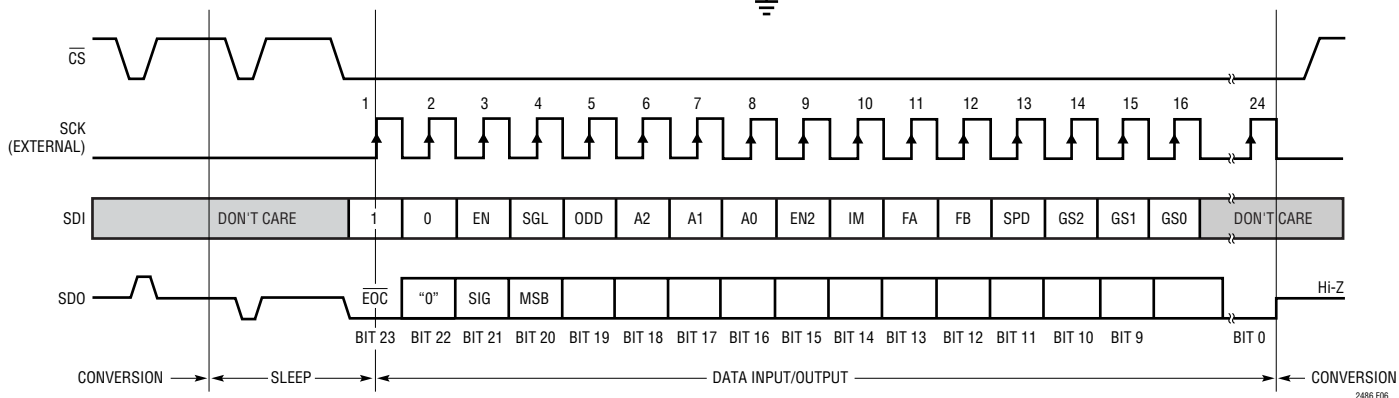 CS
1 2 3 4 5 6 7 8 9 10 11 12 13 14 15 16 24
SCK
(EXTERNAL)
SDI DON'T CARE 1 0 EN SGL ODD A2 A1 A0 EN2 IM FA FB SPD GS2 GS1 GS0 DON'T CARE
Hi-Z
SDO EOC "0" SIG MSB
BIT 23 BIT 22 BIT 21 BIT 20 BIT 19 BIT 18 BIT 17 BIT 16 BIT 15 BIT 14 BIT 13 BIT 12 BIT 11 BIT 10 BIT 9 BIT 0
CONVERSION SLEEP DATA INPUT/OUTPUT CONVERSION
2486 F06